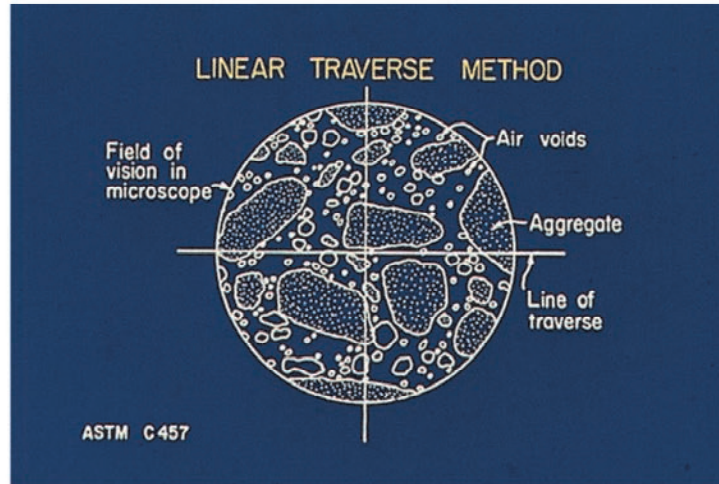 LINEAR TRAVERSE METHOD
Field of
vision in
microscope
Air voids
Aggregate
Line of
traverse
ASTM C457